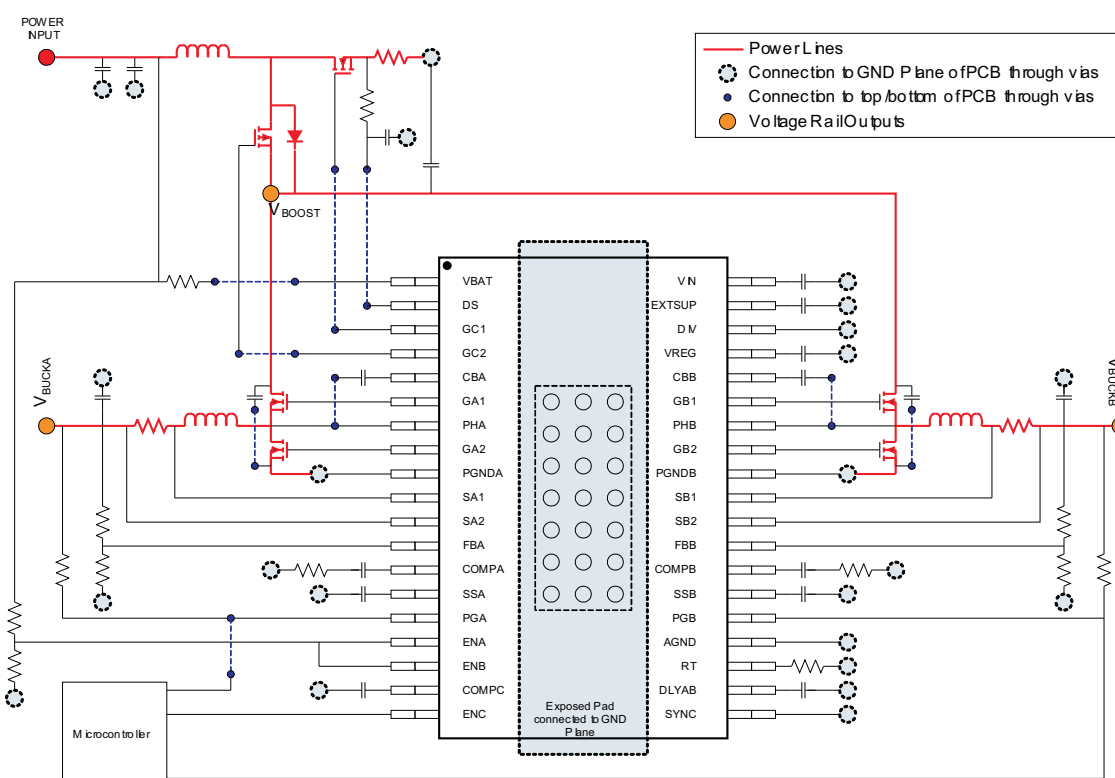 POWER
INPUT
Power Lines
Connection to GND Plane of PCB through vias
Connection to top/bottom of PCB through vias
Voltage Rail Outputs
VBOOST
VBAT
DS
GC1
GC2
CBA
GA1
PHA
GA2
PGNDA
SA1
SA2
FBA
COMPA
SSA
PGA
ENA
ENB
COMPC
ENC
VIN
EXTSUP
DIV
VREG
CBB
GB1
PHB
GB2
PGNDB
SB1
SB2
FBB
COMPB
SSB
PGB
AGND
RT
DLYAB
SYNC
VBUCKA
VBUCKB
Exposed Pad
connected to GND
Plane
Microcontroller